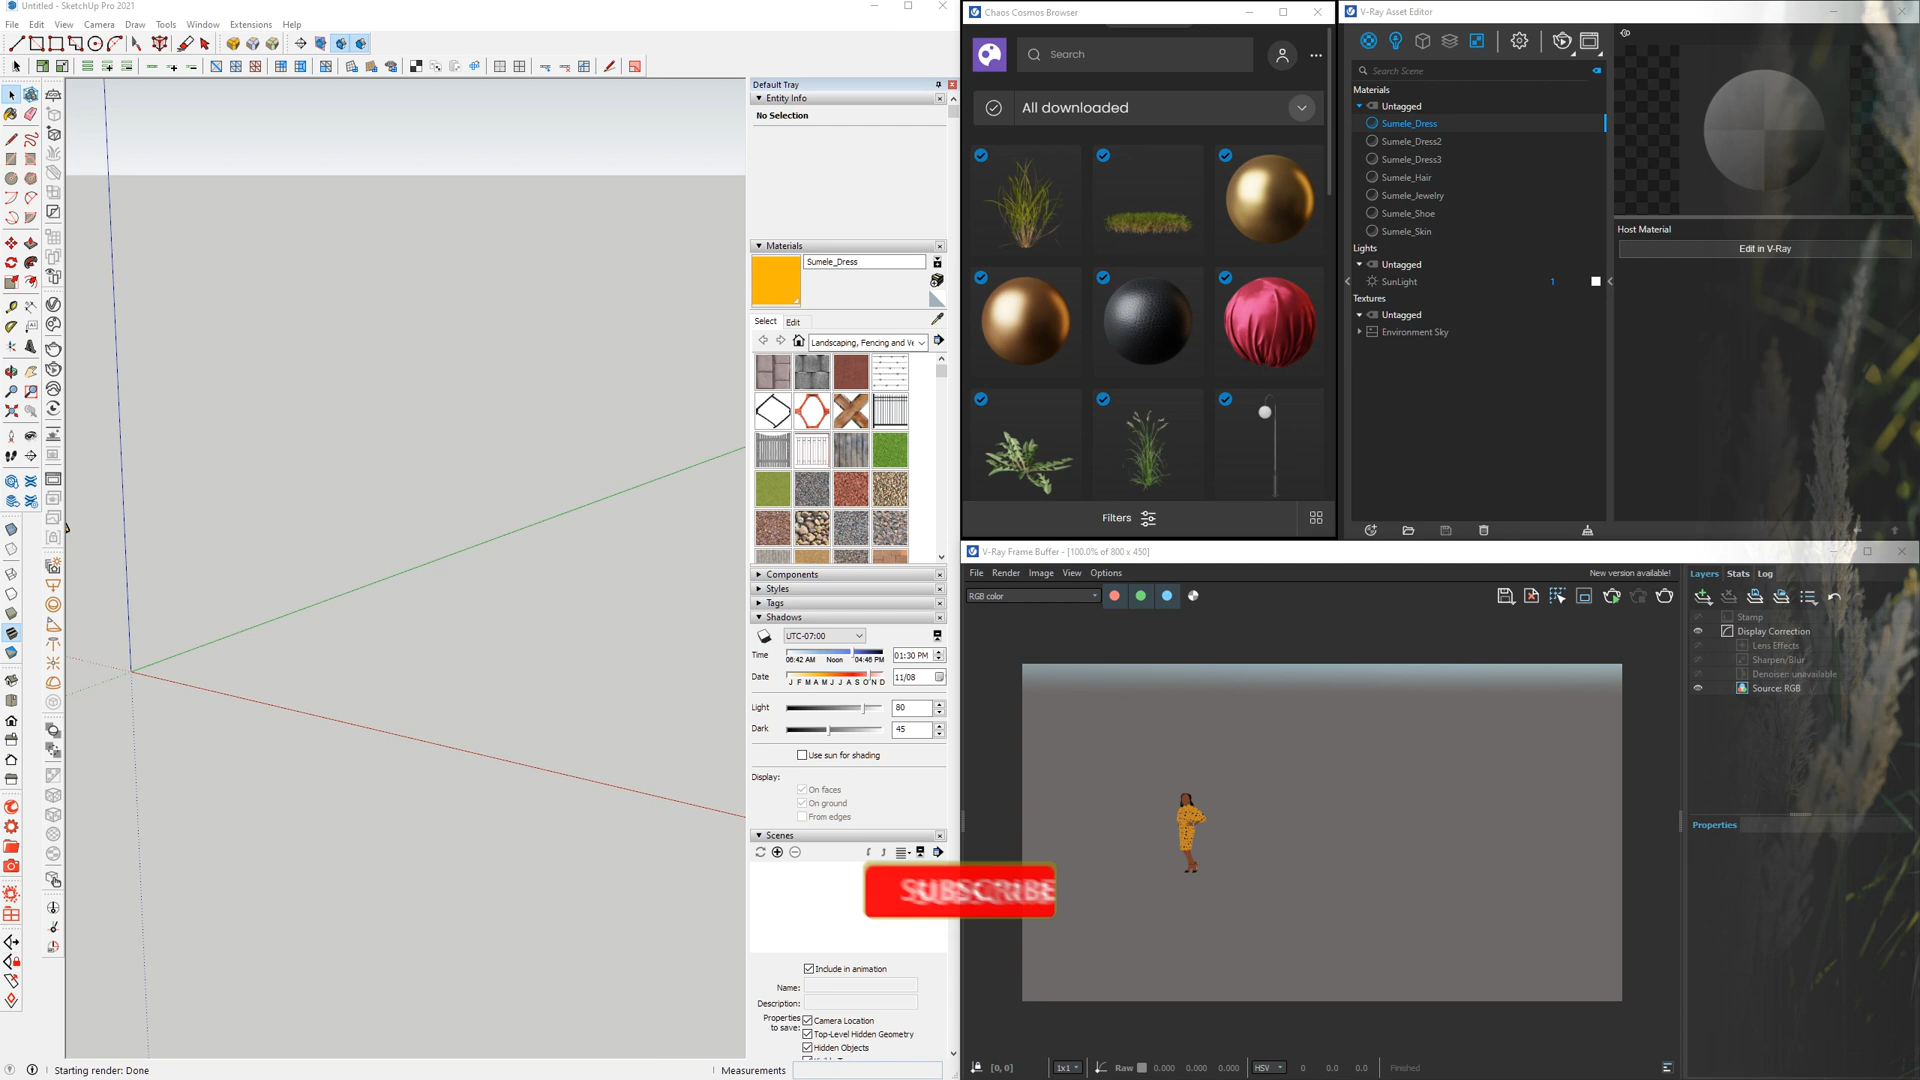 Untitled - SketchUp Pro 2021
File Edit View Camera Draw Tools Window Extensions Help
Default Tray
Entity Info
No Selection
Materials
Sumele_Dress
Select Edit
Landscaping, Fencing and Ve
Components
Styles
Tags
Shadows
UTC-07:00
Time
06:42 AM Noon 04:46 PM
01:30 PM
Date
J F M A M J J A S O N D
11/08
Light
80
Dark
45
Use sun for shading
Display:
On faces
On ground
From edges
Scenes
Include in animation
Name:
Description:
Properties to save:
Camera Location
Top-Level Hidden Geometry
Hidden Objects
Starting render: Done
Measurements
SUBSCRIBE
Chaos Cosmos Browser
Search
All downloaded
Filters
V-Ray Asset Editor
Search Scene
Materials
Untagged
Sumele_Dress
Sumele_Dress2
Sumele_Dress3
Sumele_Hair
Sumele_Jewelry
Sumele_Shoe
Sumele_Skin
Lights
Untagged
SunLight 1
Textures
Untagged
Environment Sky
Host Material
Edit in V-Ray
V-Ray Frame Buffer - [100.0% of 800 x 450]
File Render Image View Options
New version available!
RGB color
Layers Stats Log
Stamp
Display Correction
Lens Effects
Sharpen/Blur
Denoiser: unavailable
Source: RGB
Properties
[0, 0]
1x1
Raw 0.000 0.000 0.000
HSV 0 0.0 0.0
Finished